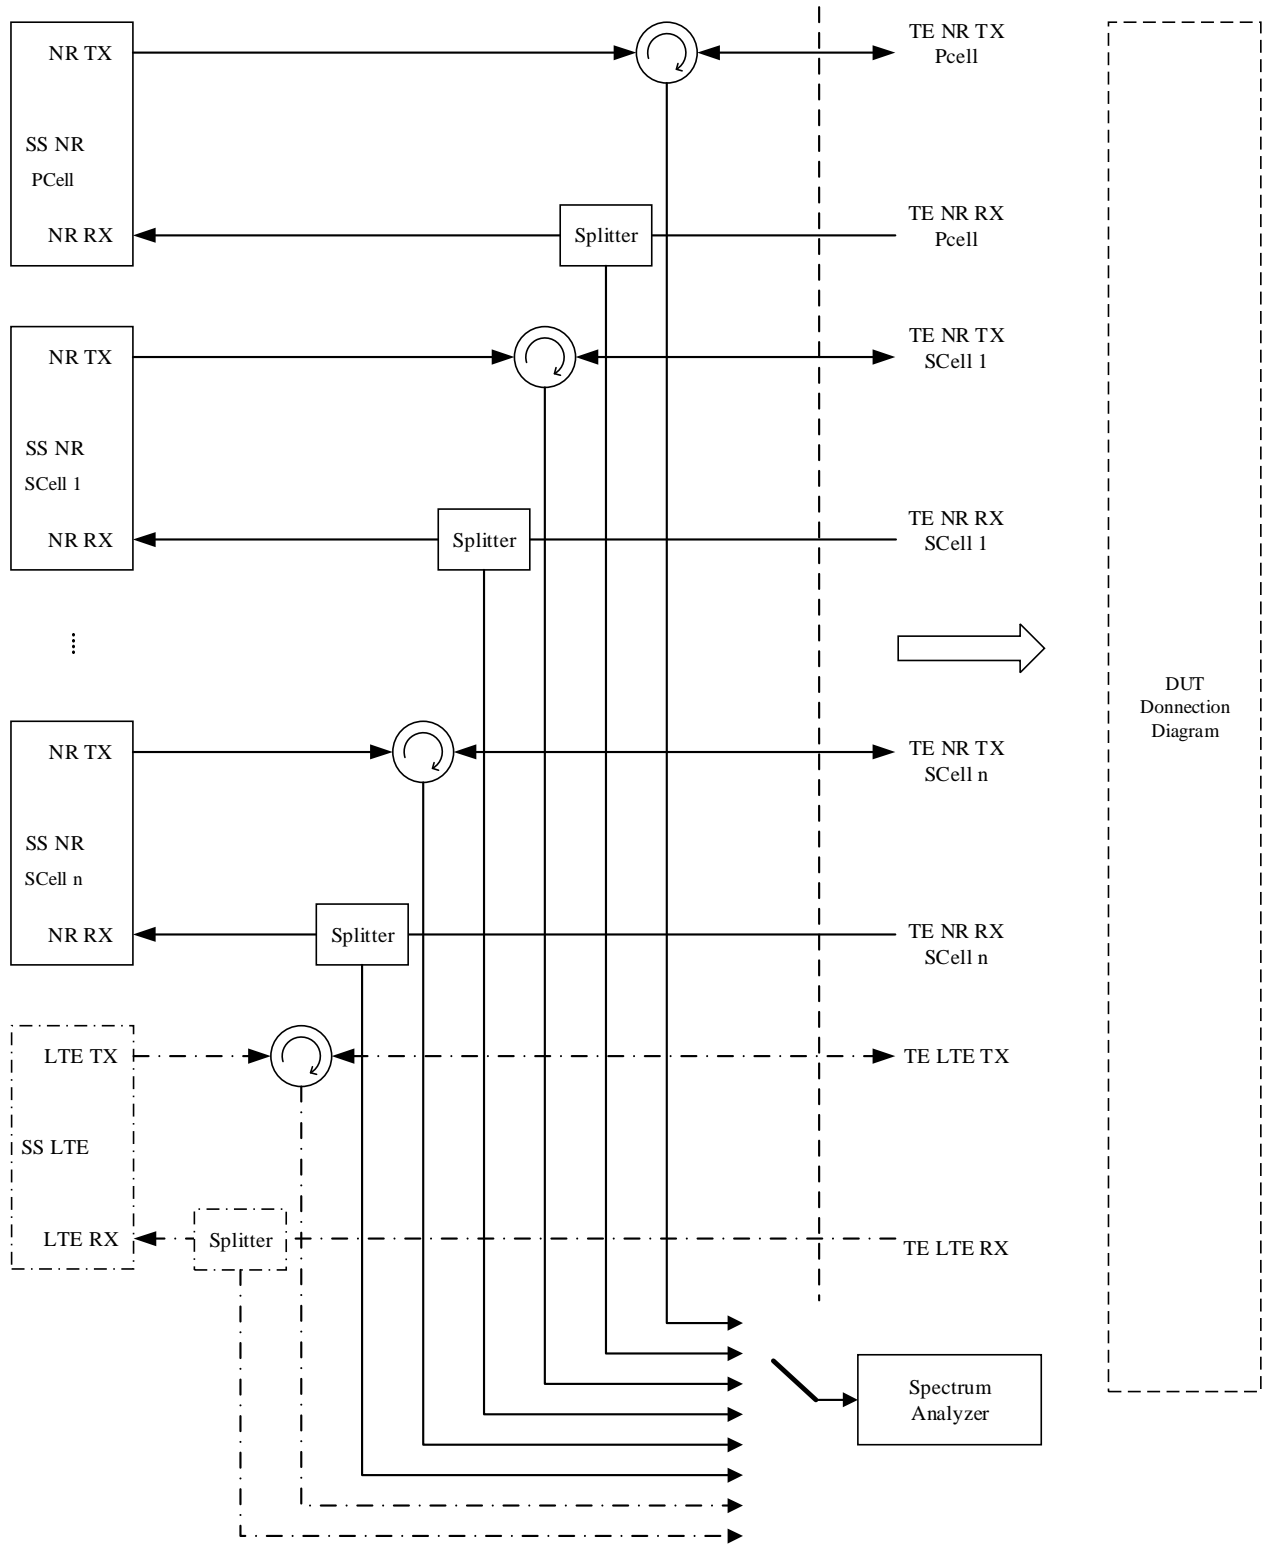 NR TX
SS NR
PCell
NR RX
Splitter
TE NR TX
Pcell
TE NR RX
Pcell
NR TX
SS NR
SCell 1
NR RX
Splitter
TE NR TX
SCell 1
TE NR RX
SCell 1
NR TX
SS NR
SCell n
NR RX
Splitter
TE NR TX
SCell n
TE NR RX
SCell n
LTE TX
SS LTE
LTE RX
Splitter
TE LTE TX
TE LTE RX
Spectrum
Analyzer
DUT
Donnection
Diagram